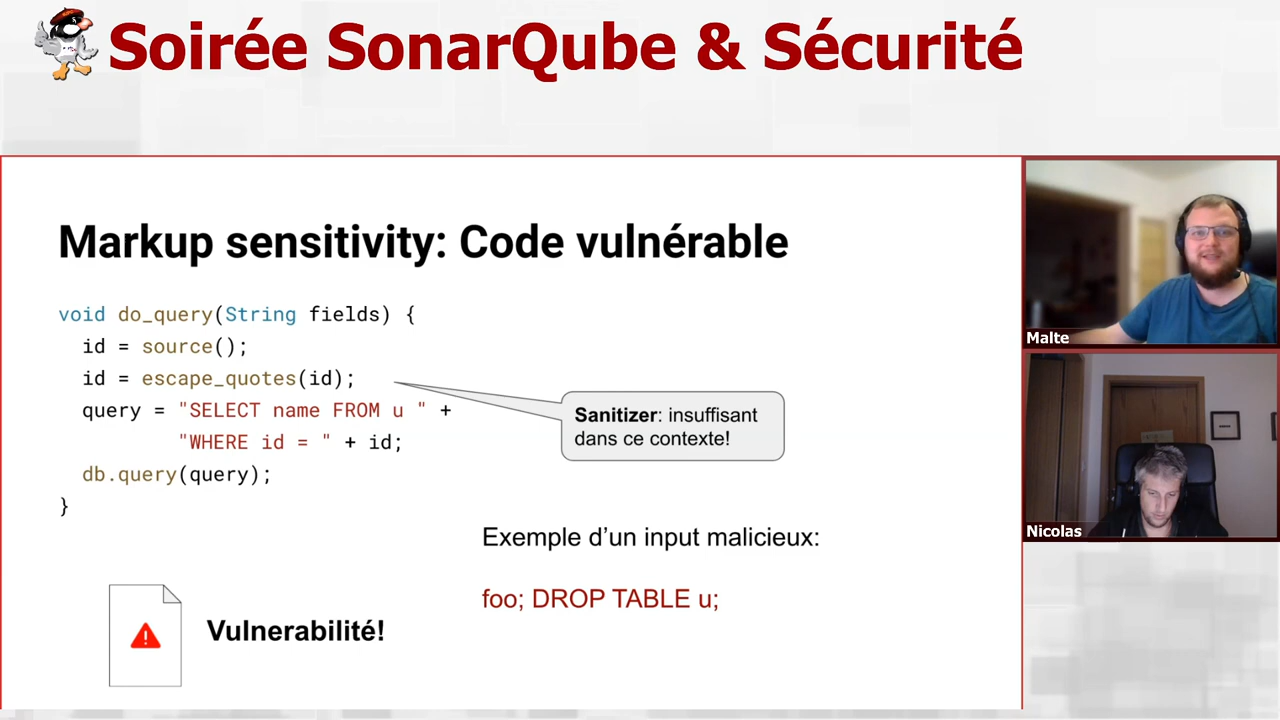 Soirée SonarQube & Sécurité
Markup sensitivity: Code vulnérable
void do_query(String fields) {
id = source();
id = escape_quotes(id);
query = "SELECT name FROM u " +
"WHERE id = " + id;
db.query(query);
}
Sanitizer: insuffisant
dans ce contexte!
Exemple d’un input malicieux:
foo; DROP TABLE u;
Vulnerabilité!
Malte
Nicolas